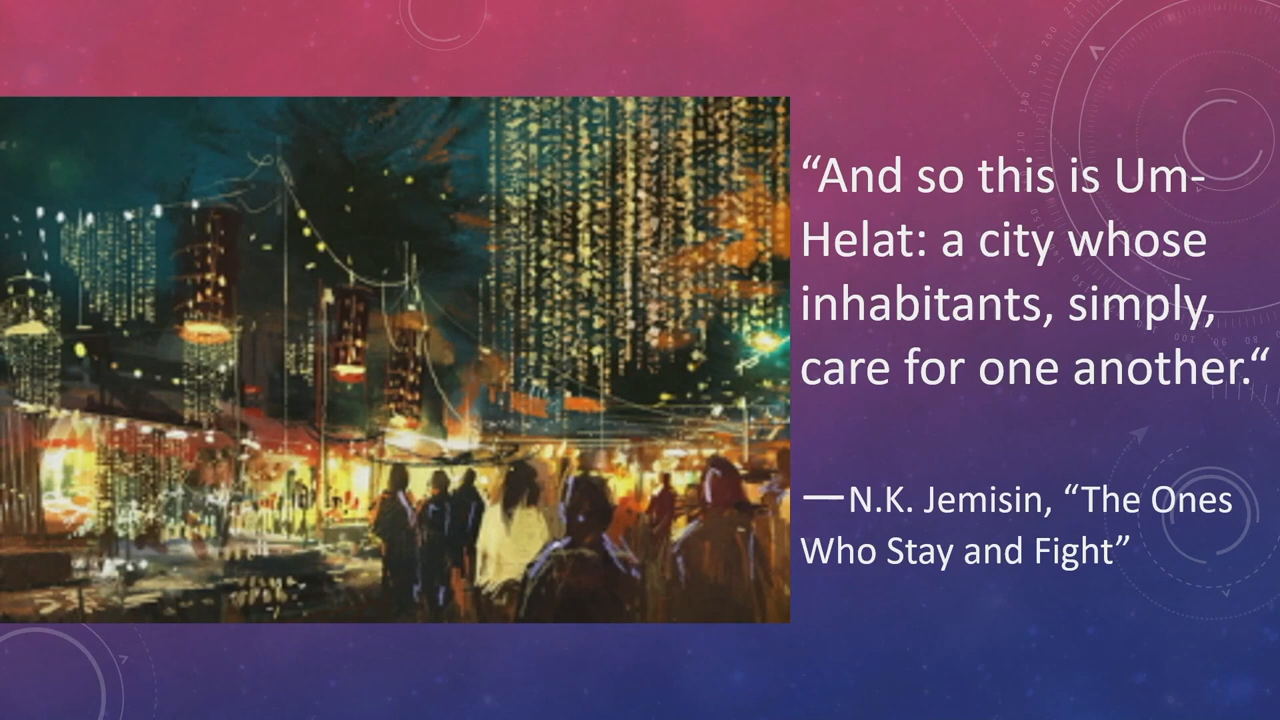 “And so this is Um-
Helat: a city whose
inhabitants, simply,
care for one another.“
—N.K. Jemisin, “The Ones
Who Stay and Fight”